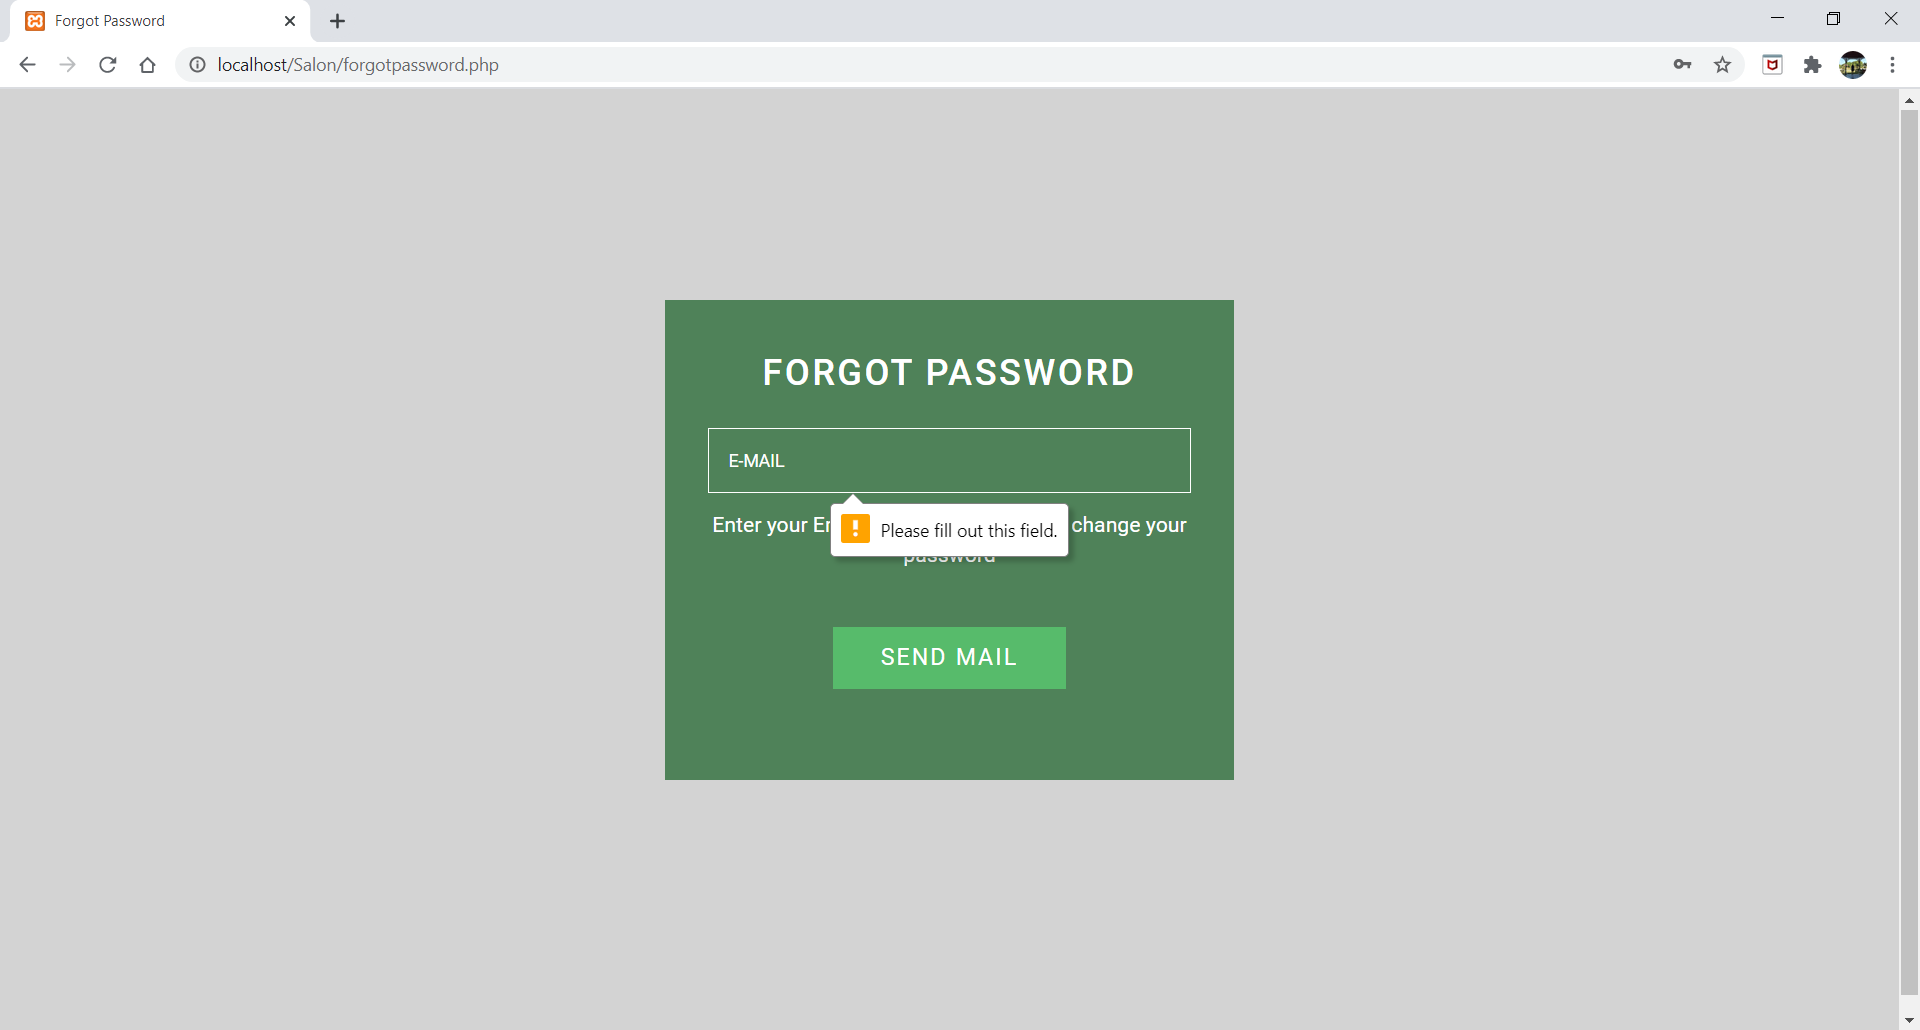 Forgot Password
localhost/Salon/forgotpassword.php
FORGOT PASSWORD
E-MAIL
Enter your change your
Please fill out this field.
password
SEND MAIL